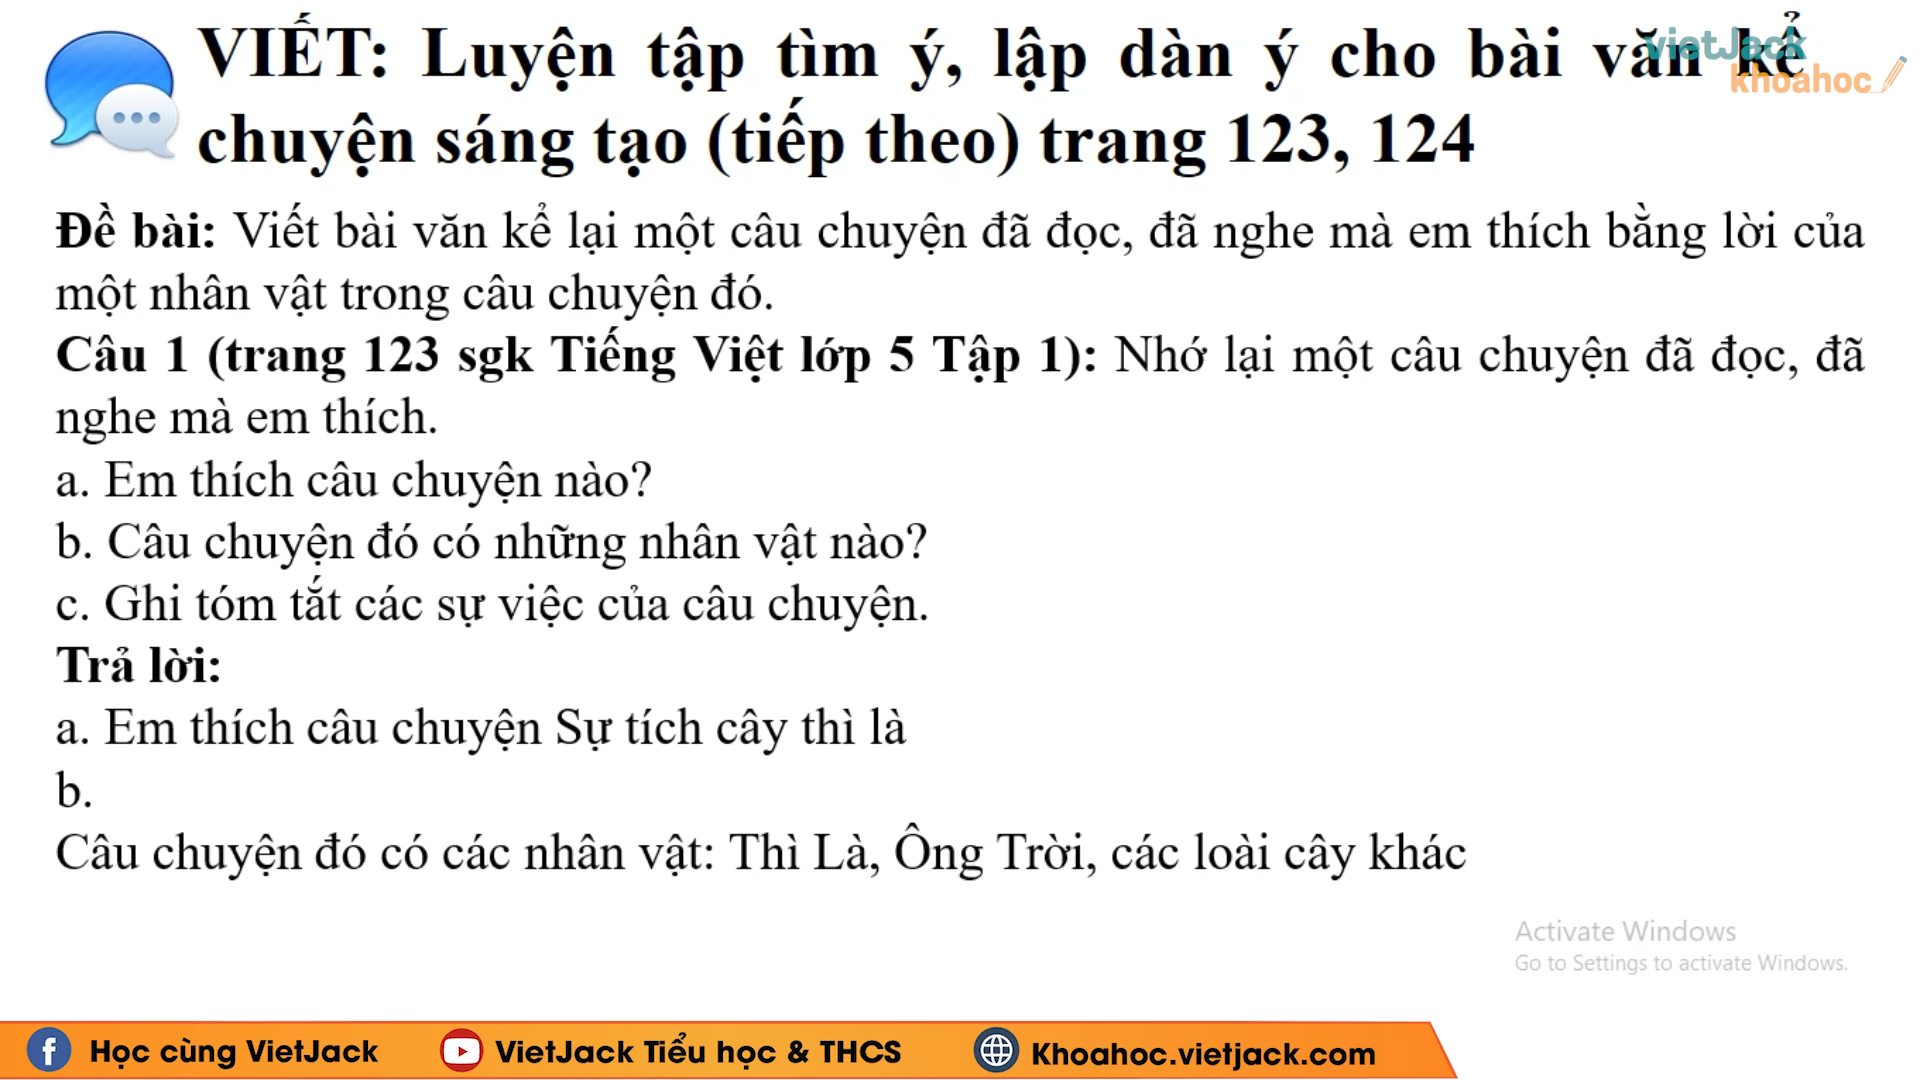 VIẾT: Luyện tập tìm ý, lập dàn ý cho bài văn kể
chuyện sáng tạo (tiếp theo) trang 123, 124
vietJack
khoahoc
Đề bài: Viết bài văn kể lại một câu chuyện đã đọc, đã nghe mà em thích bằng lời của
một nhân vật trong câu chuyện đó.
Câu 1 (trang 123 sgk Tiếng Việt lớp 5 Tập 1): Nhớ lại một câu chuyện đã đọc, đã
nghe mà em thích.
a. Em thích câu chuyện nào?
b. Câu chuyện đó có những nhân vật nào?
c. Ghi tóm tắt các sự việc của câu chuyện.
Trả lời:
a. Em thích câu chuyện Sự tích cây thì là
b.
Câu chuyện đó có các nhân vật: Thì Là, Ông Trời, các loài cây khác
Activate Windows
Go to Settings to activate Windows.
Học cùng VietJack
VietJack Tiểu học & THCS
Khoahoc.vietjack.com